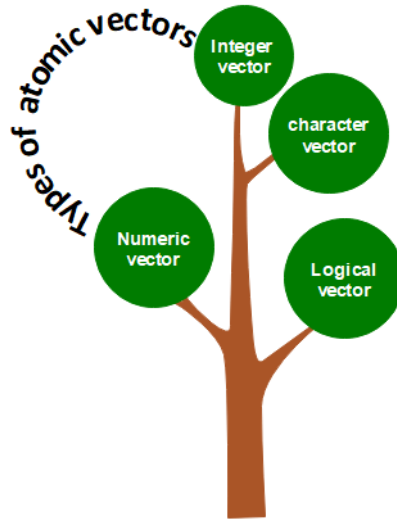 Types of atomic vectors
Integer
vector
character
vector
Numeric
vector
Logical
vector